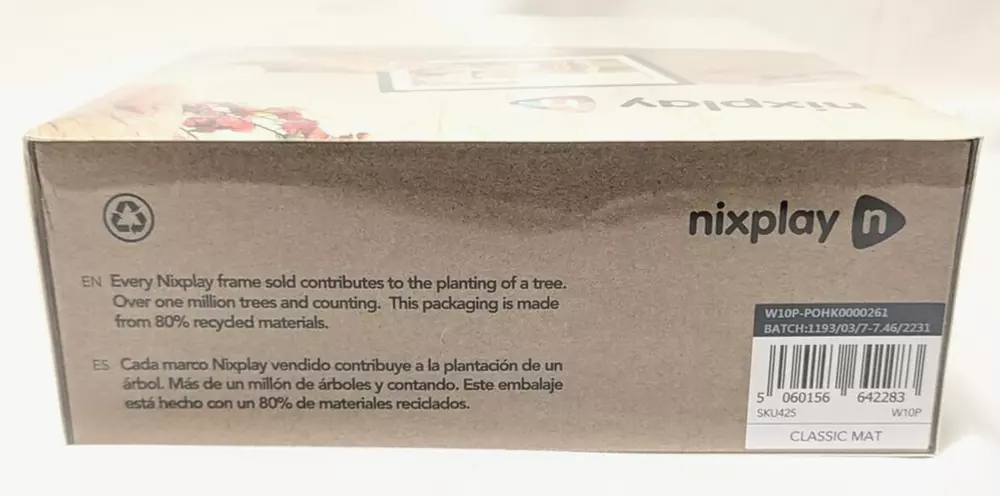 nixplay
nixplay n
EN Every Nixplay frame sold contributes to the planting of a tree.
Over one million trees and counting. This packaging is made
from 80% recycled materials.
ES Cada marco Nixplay vendido contribuye a la plantación de un
árbol. Más de un millón de árboles y contando. Este embalaje
está hecho con un 80% de materiales reciclados.
W10P-POHK0000261
BATCH:1193/03/7-7.46/2231
5 060156 642283
SKU425 W10P
CLASSIC MAT